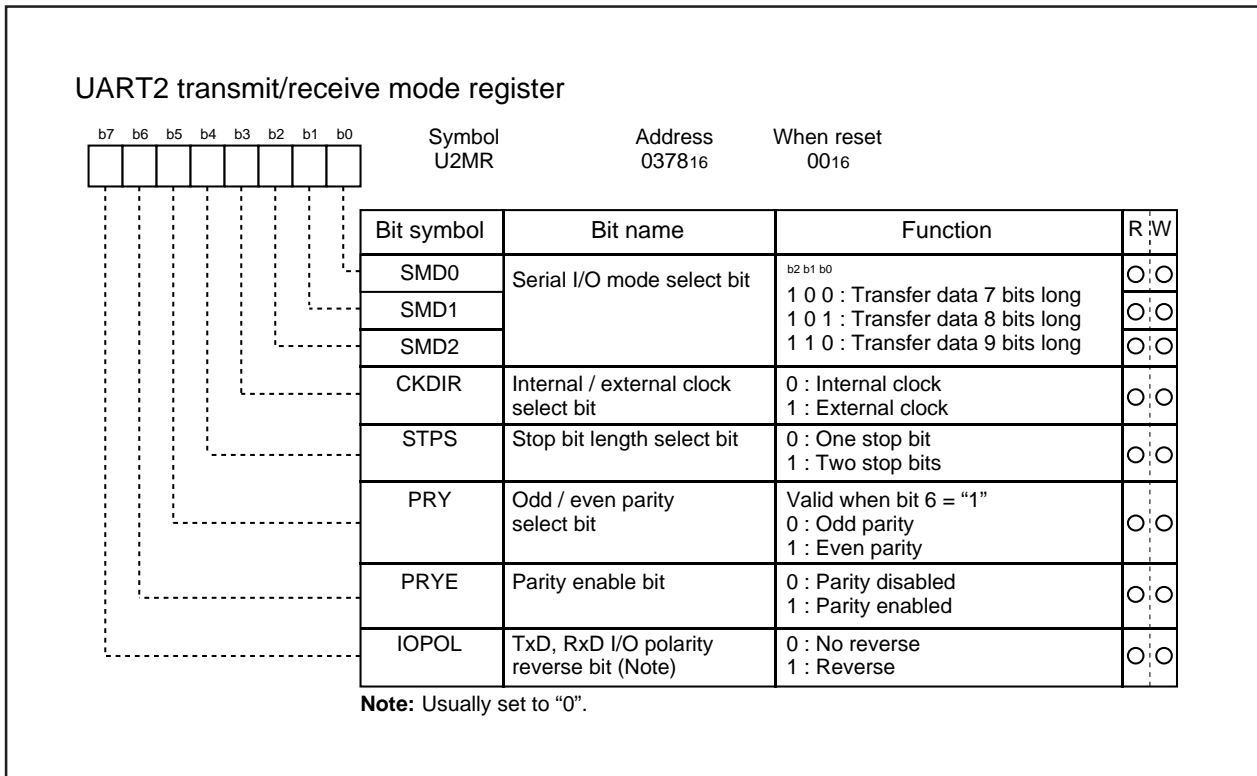 UART2 transmit/receive mode register
b7 b6 b5 b4 b3 b2 b1 b0
Symbol Address When reset
U2MR 037816 0016
Bit symbol Bit name Function R W
SMD0 Serial I/O mode select bit b2 b1 b0
1 0 0 : Transfer data 7 bits long
SMD1 1 0 1 : Transfer data 8 bits long
SMD2 1 1 0 : Transfer data 9 bits long
CKDIR Internal / external clock 0 : Internal clock
select bit 1 : External clock
STPS Stop bit length select bit 0 : One stop bit
1 : Two stop bits
PRY Odd / even parity Valid when bit 6 = “1”
select bit 0 : Odd parity
1 : Even parity
PRYE Parity enable bit 0 : Parity disabled
1 : Parity enabled
IOPOL TxD, RxD I/O polarity 0 : No reverse
reverse bit (Note) 1 : Reverse
Note: Usually set to “0”.